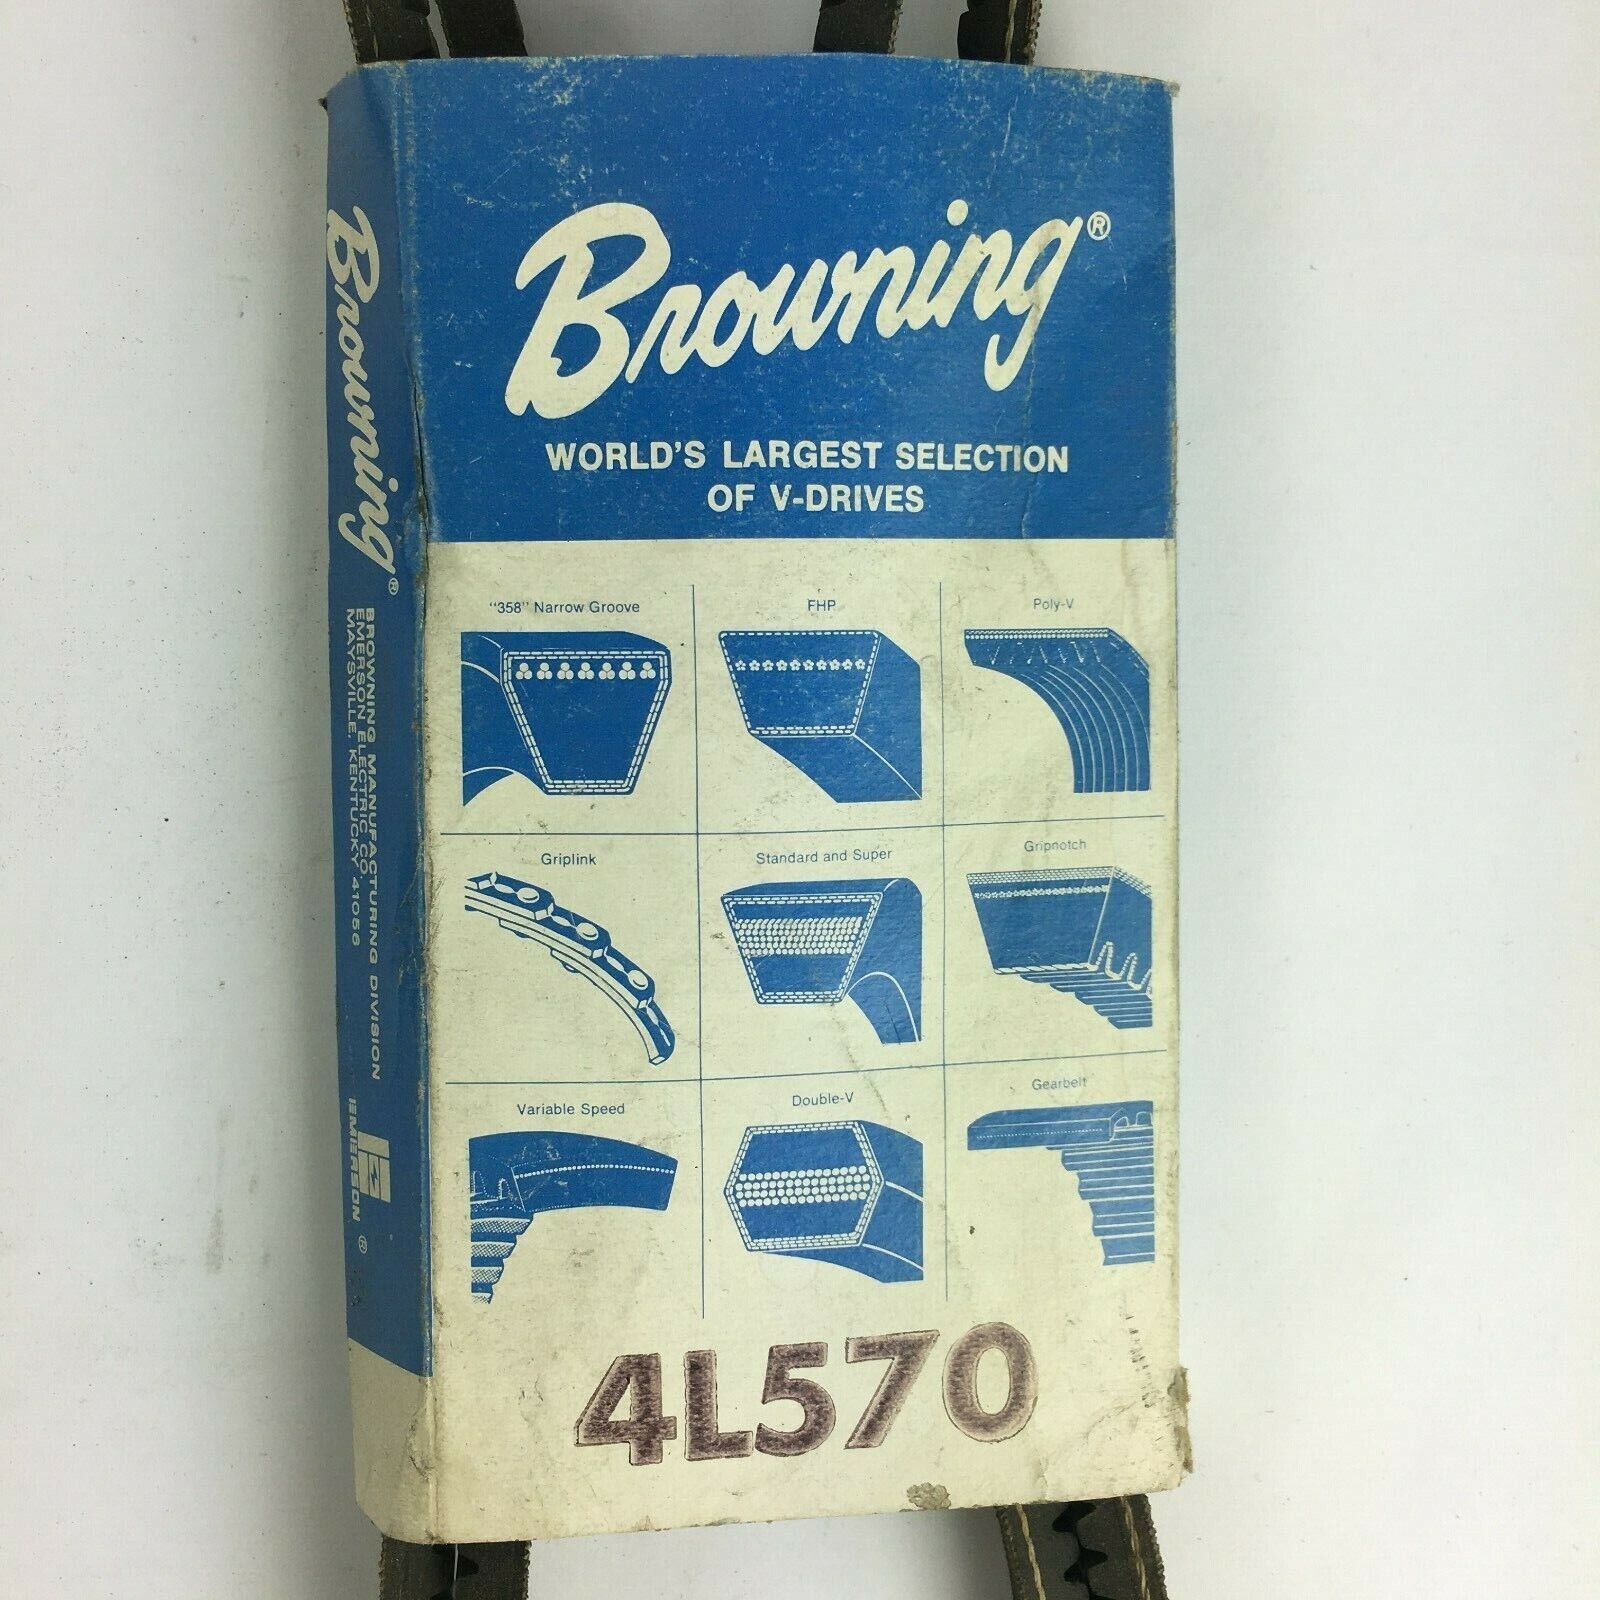 Browning®
WORLD'S LARGEST SELECTION
OF V-DRIVES
"358" Narrow Groove
FHP
Poly-V
Griplink
Standard and Super
Gripnotch
Variable Speed
Double-V
Gearbelt
4L570
Browning®
BROWNING MANUFACTURING DIVISION
EMERSON ELECTRIC CO.
MAYSVILLE, KENTUCKY 41056
EMERSON ®